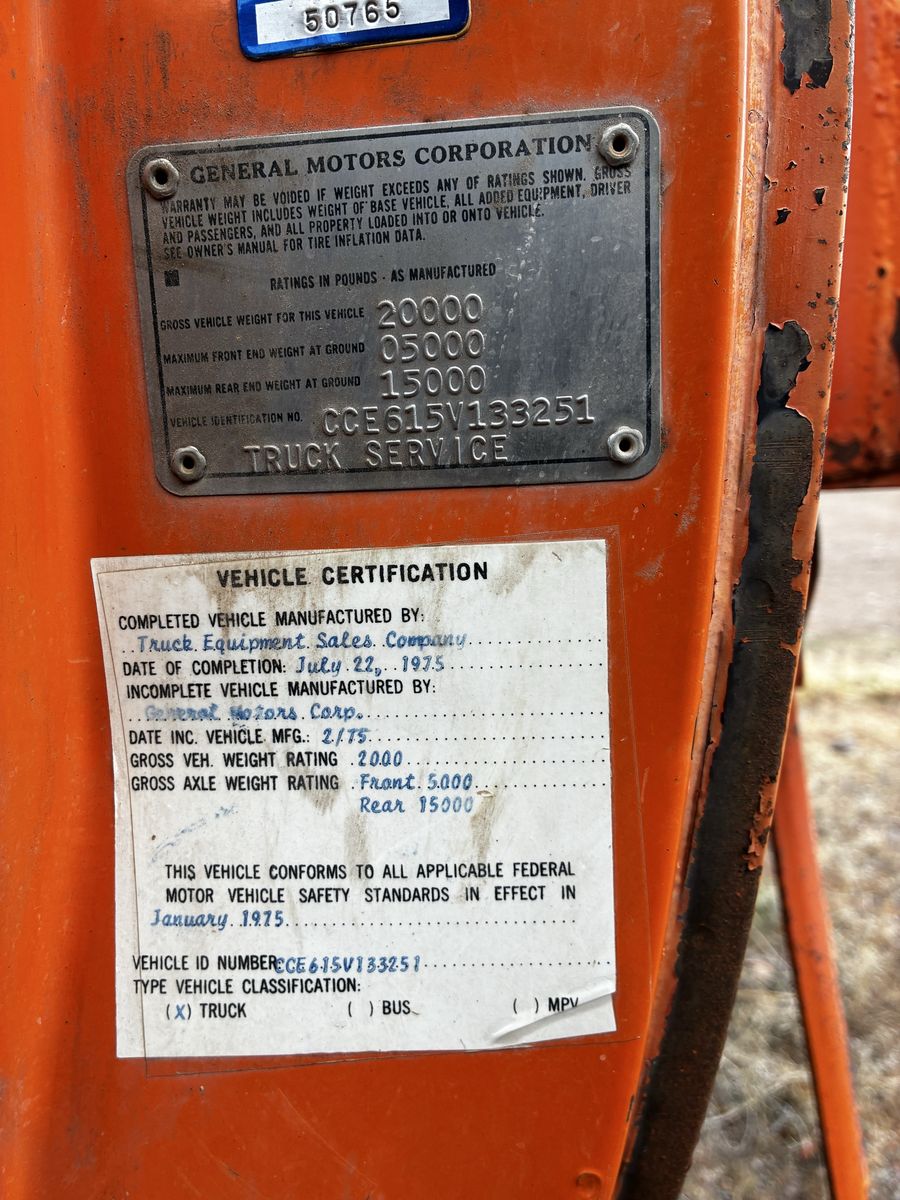 50765
GENERAL MOTORS CORPORATION
WARRANTY MAY BE VOIDED IF WEIGHT EXCEEDS ANY OF RATINGS SHOWN. GROSS
VEHICLE WEIGHT INCLUDES WEIGHT OF BASE VEHICLE, ALL ADDED EQUIPMENT, DRIVER
AND PASSENGERS, AND ALL PROPERTY LOADED INTO OR ONTO VEHICLE.
SEE OWNER'S MANUAL FOR TIRE INFLATION DATA.
RATINGS IN POUNDS - AS MANUFACTURED
GROSS VEHICLE WEIGHT FOR THIS VEHICLE 20000
MAXIMUM FRONT END WEIGHT AT GROUND 05000
MAXIMUM REAR END WEIGHT AT GROUND 15000
VEHICLE IDENTIFICATION NO. CCE615V133251
TRUCK SERVICE
VEHICLE CERTIFICATION
COMPLETED VEHICLE MANUFACTURED BY:
Truck Equipment Sales Company
DATE OF COMPLETION: July 22, 1975
INCOMPLETE VEHICLE MANUFACTURED BY:
General Motors Corp.
DATE INC. VEHICLE MFG.: 2/75
GROSS VEH. WEIGHT RATING 2000
GROSS AXLE WEIGHT RATING Front 5000
Rear 15000
THIS VEHICLE CONFORMS TO ALL APPLICABLE FEDERAL
MOTOR VEHICLE SAFETY STANDARDS IN EFFECT IN
January 1975
VEHICLE ID NUMBER CCE615V133251
TYPE VEHICLE CLASSIFICATION:
(X) TRUCK ( ) BUS ( ) MPV